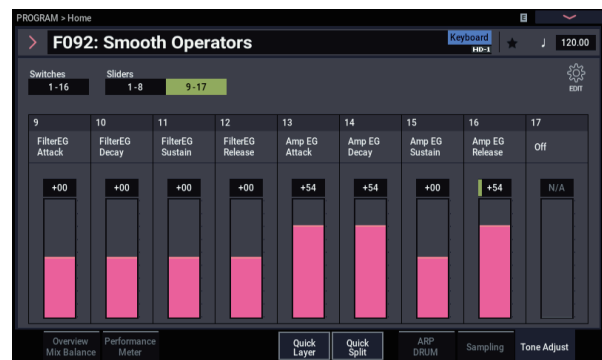 PROGRAM > Home
E
F092: Smooth Operators
Keyboard
HD-1
♩ 120.00
Switches
1-16
Sliders
1-8
9-17
EDIT
9
10
11
12
13
14
15
16
17
FilterEG
Attack
FilterEG
Decay
FilterEG
Sustain
FilterEG
Release
Amp EG
Attack
Amp EG
Decay
Amp EG
Sustain
Amp EG
Release
Off
+00
+00
+00
+00
+54
+54
+00
+54
N/A
Overview
Mix Balance
Performance
Meter
Quick
Layer
Quick
Split
ARP
DRUM
Sampling
Tone Adjust